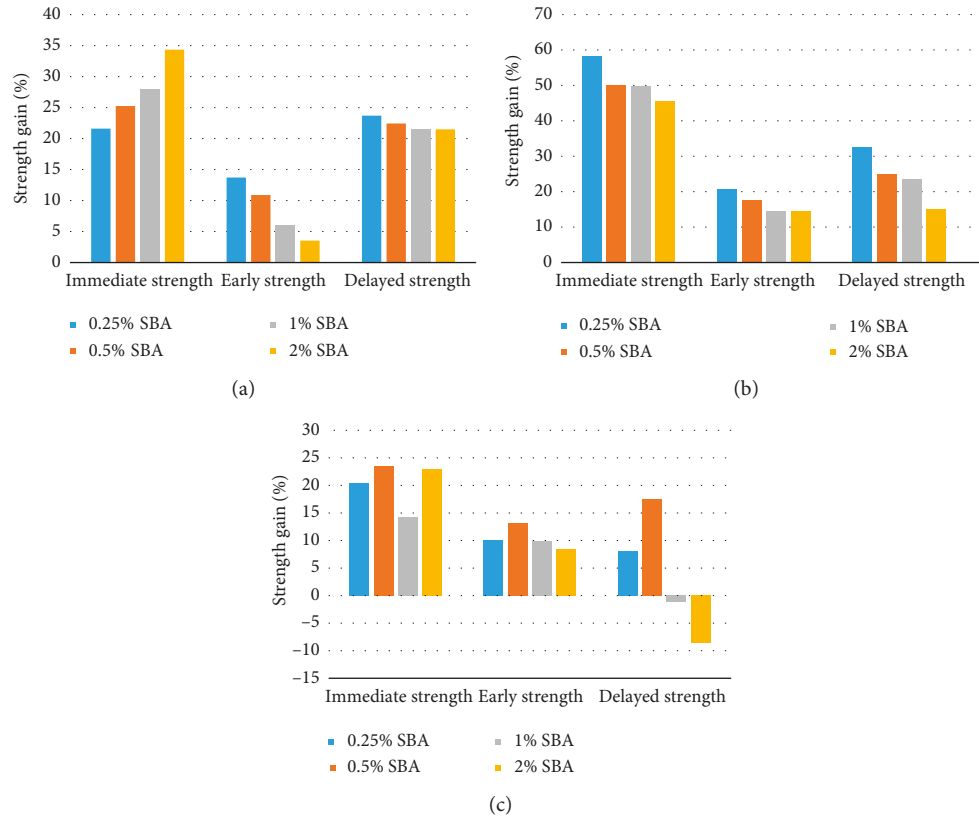 40
35
30
25
20
15
10
5
0
Strength gain (%)
Immediate strength Early strength Delayed strength
0.25% SBA 1% SBA
0.5% SBA 2% SBA
(a)
70
60
50
40
30
20
10
0
Strength gain (%)
Immediate strength Early strength Delayed strength
0.25% SBA 1% SBA
0.5% SBA 2% SBA
(b)
30
25
20
15
10
5
0
−5
−10
−15
Strength gain (%)
Immediate strength Early strength Delayed strength
0.25% SBA 1% SBA
0.5% SBA 2% SBA
(c)